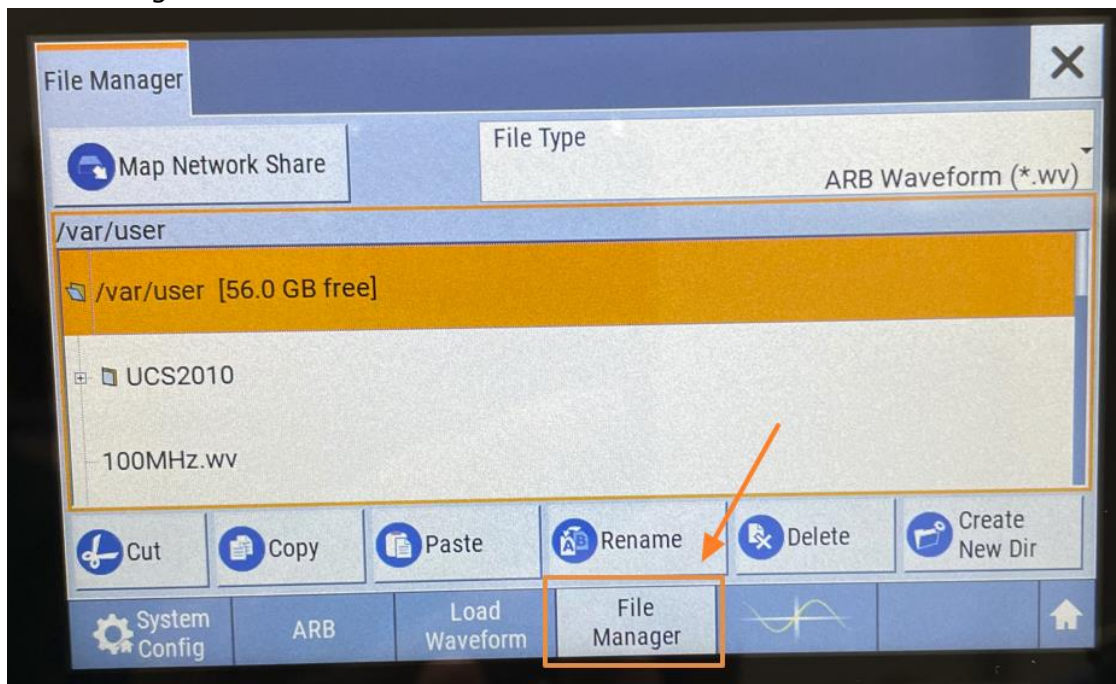 File Manager
Map Network Share
File Type
ARB Waveform (*.wv)
/var/user
/var/user [56.0 GB free]
UCS2010
100MHz.wv
Cut
Copy
Paste
Rename
Delete
Create
New Dir
System
Config
ARB
Load
Waveform
File
Manager